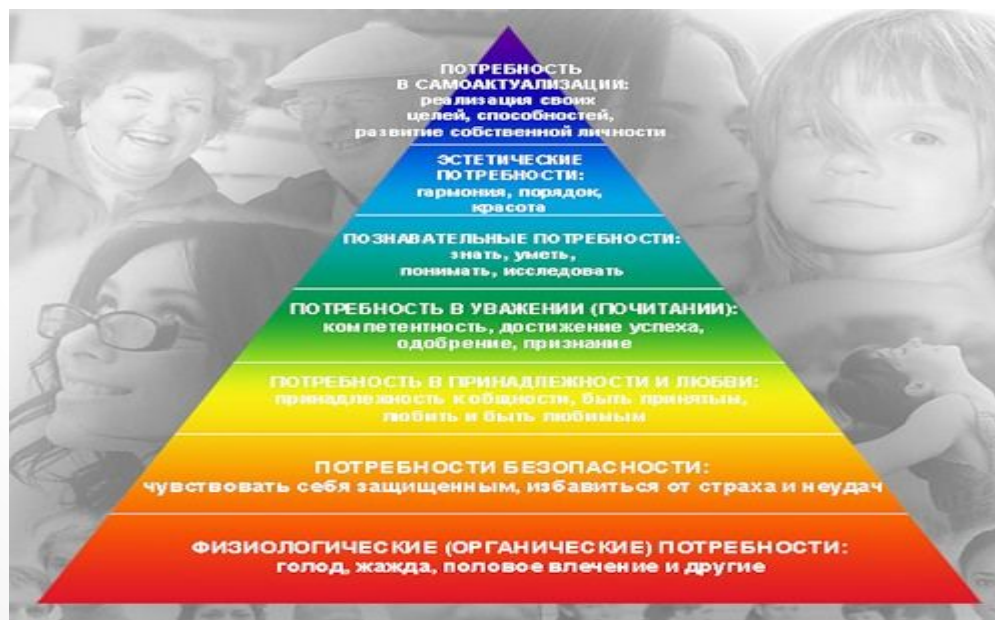 ПОТРЕБНОСТЬ
В САМОАКТУАЛИЗАЦИИ:
реализация своих
целей, способностей,
развитие собственной личности
ЭСТЕТИЧЕСКИЕ
ПОТРЕБНОСТИ:
гармония, порядок,
красота
ПОЗНАВАТЕЛЬНЫЕ ПОТРЕБНОСТИ:
знать, уметь,
понимать, исследовать
ПОТРЕБНОСТЬ В УВАЖЕНИИ (ПОЧИТАНИИ):
компетентность, достижение успеха,
одобрение, признание
ПОТРЕБНОСТЬ В ПРИНАДЛЕЖНОСТИ И ЛЮБВИ:
принадлежность к общности, быть принятым,
любить и быть любимым
ПОТРЕБНОСТИ БЕЗОПАСНОСТИ:
чувствовать себя защищенным, избавиться от страха и неудач
ФИЗИОЛОГИЧЕСКИЕ (ОРГАНИЧЕСКИЕ) ПОТРЕБНОСТИ:
голод, жажда, половое влечение и другие